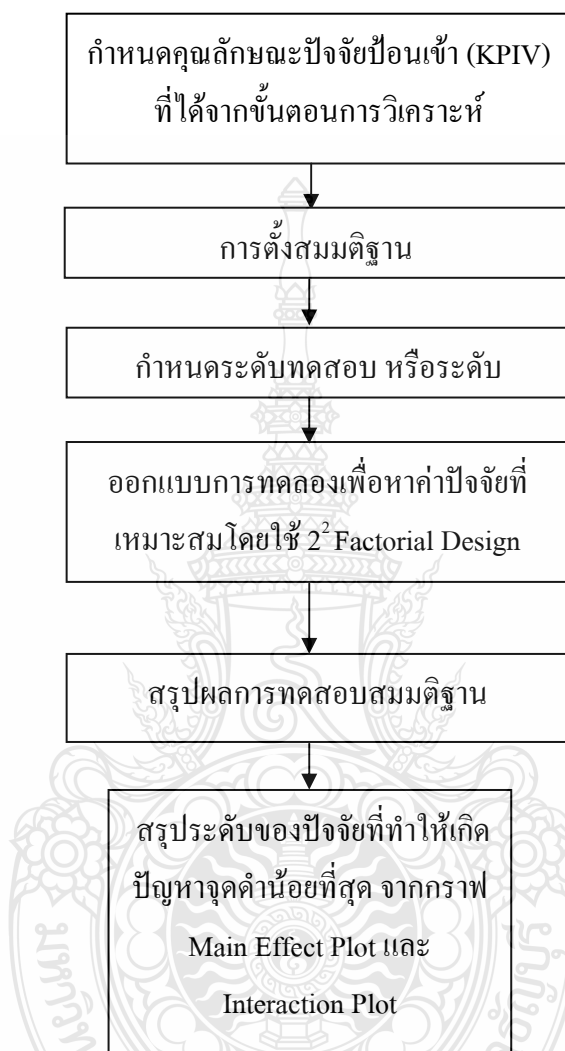 กำหนดคุณลักษณะปัจจัยป้อนเข้า (KPIV)
ที่ได้จากขั้นตอนการวิเคราะห์
การตั้งสมมติฐาน
กำหนดระดับทดสอบ หรือระดับ
ออกแบบการทดลองเพื่อหาค่าปัจจัยที่
เหมาะสมโดยใช้ 2² Factorial Design
สรุปผลการทดสอบสมมติฐาน
สรุประดับของปัจจัยที่ทำให้เกิด
ปัญหาจุดดำน้อยที่สุด จากกราฟ
Main Effect Plot และ
Interaction Plot